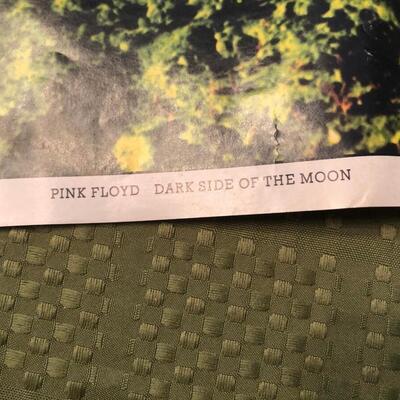 PINK FLOYD DARK SIDE OF THE MOON